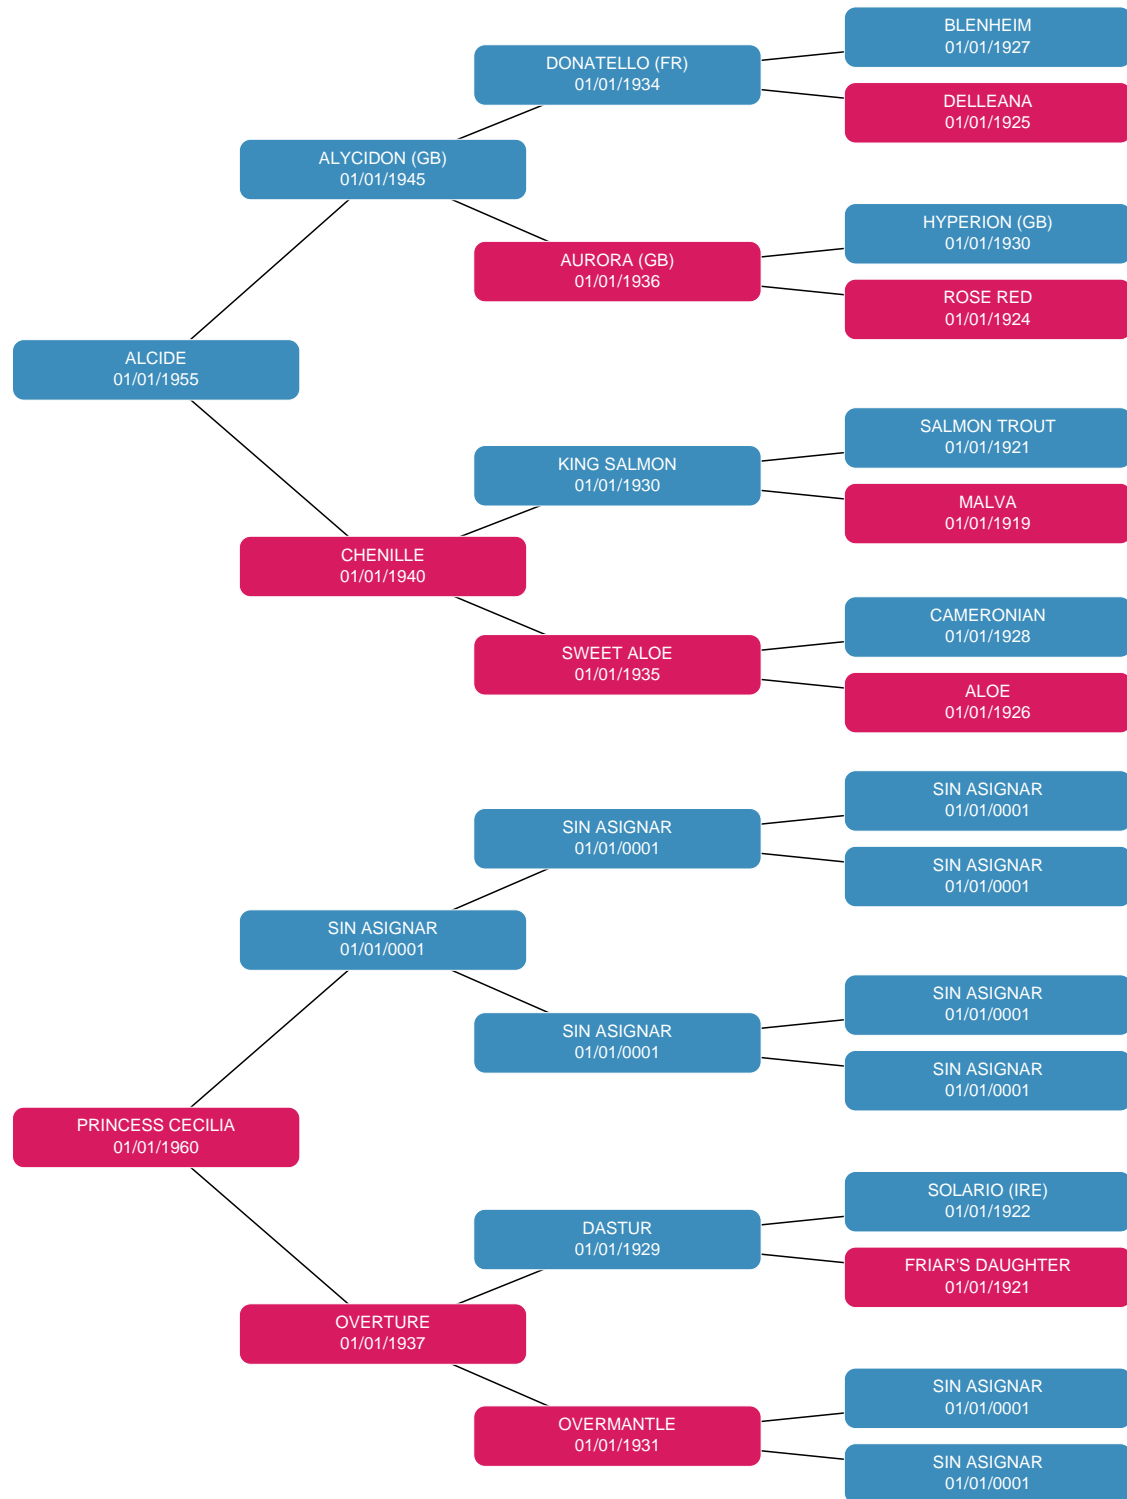 BLENHEIM
01/01/1927
DONATELLO (FR)
01/01/1934
DELLEANA
01/01/1925
ALYCIDON (GB)
01/01/1945
HYPERION (GB)
01/01/1930
AURORA (GB)
01/01/1936
ROSE RED
01/01/1924
ALCIDE
01/01/1955
SALMON TROUT
01/01/1921
KING SALMON
01/01/1930
MALVA
01/01/1919
CHENILLE
01/01/1940
CAMERONIAN
01/01/1928
SWEET ALOE
01/01/1935
ALOE
01/01/1926
SIN ASIGNAR
01/01/0001
SIN ASIGNAR
01/01/0001
SIN ASIGNAR
01/01/0001
SIN ASIGNAR
01/01/0001
SIN ASIGNAR
01/01/0001
SIN ASIGNAR
01/01/0001
SIN ASIGNAR
01/01/0001
PRINCESS CECILIA
01/01/1960
SOLARIO (IRE)
01/01/1922
DASTUR
01/01/1929
FRIAR'S DAUGHTER
01/01/1921
OVERTURE
01/01/1937
SIN ASIGNAR
01/01/0001
OVERMANTLE
01/01/1931
SIN ASIGNAR
01/01/0001